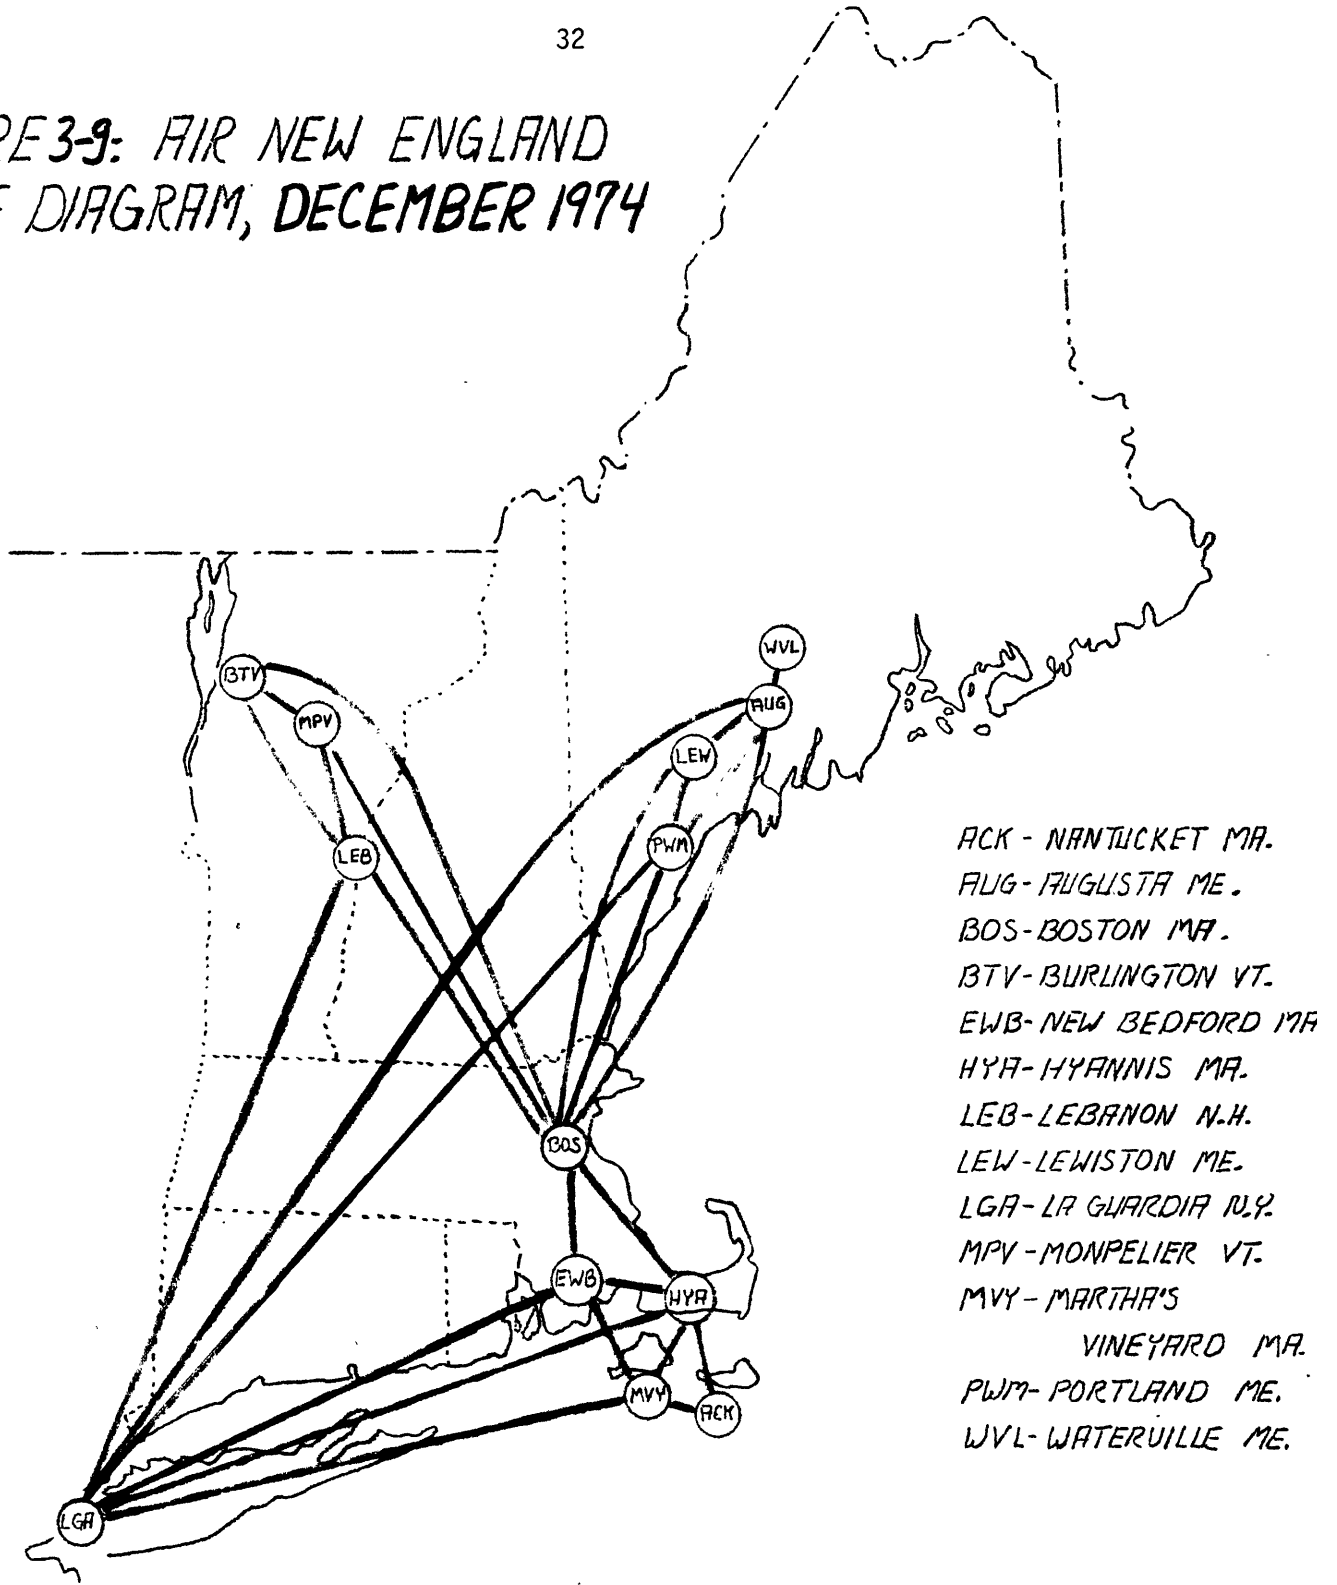 32
RE 3-9: AIR NEW ENGLAND
DIAGRAM, DECEMBER 1974
WVL
BTV
AUG
MPV
LEW
PWM
LEB
BOS
EWB
HYA
MVY
ACK
LGA
ACK - NANTUCKET MA.
AUG - AUGUSTA ME.
BOS - BOSTON MA.
BTV - BURLINGTON VT.
EWB - NEW BEDFORD MA
HYA - HYANNIS MA.
LEB - LEBANON N.H.
LEW - LEWISTON ME.
LGA - LA GUARDIA N.Y.
MPV - MONPELIER VT.
MVY - MARTHA'S
VINEYARD MA.
PWM - PORTLAND ME.
WVL - WATERVILLE ME.